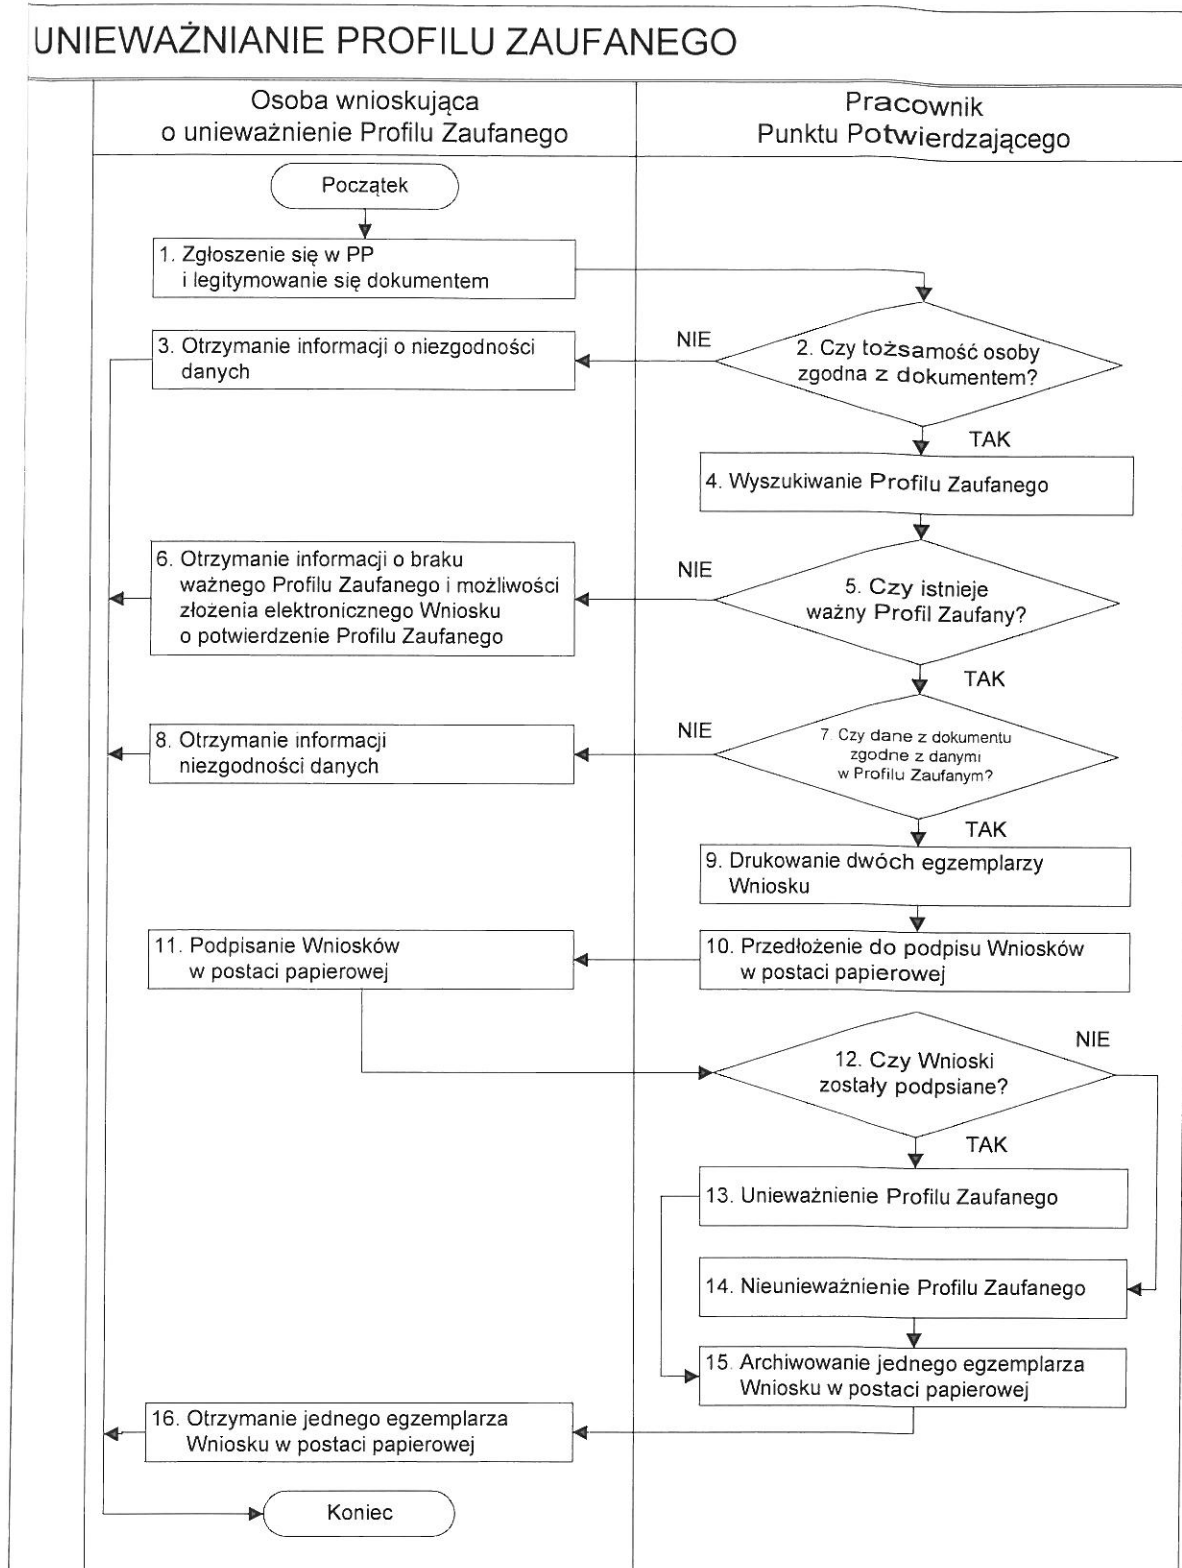 UNIEWAŻNIANIE PROFILU ZAUFANEGO
Osoba wnioskująca
o unieważnienie Profilu Zaufanego
Pracownik
Punktu Potwierdzającego
Początek
1. Zgłoszenie się w PP
i legitymowanie się dokumentem
NIE
2. Czy tożsamość osoby
zgodna z dokumentem?
3. Otrzymanie informacji o niezgodności
danych
TAK
4. Wyszukiwanie Profilu Zaufanego
NIE
5. Czy istnieje
ważny Profil Zaufany?
6. Otrzymanie informacji o braku
ważnego Profilu Zaufanego i możliwości
złożenia elektronicznego Wniosku
o potwierdzenie Profilu Zaufanego
TAK
NIE
7. Czy dane z dokumentu
zgodne z danymi
w Profilu Zaufanym?
8. Otrzymanie informacji
niezgodności danych
TAK
9. Drukowanie dwóch egzemplarzy
Wniosku
10. Przedłożenie do podpisu Wniosków
w postaci papierowej
11. Podpisanie Wniosków
w postaci papierowej
NIE
12. Czy Wnioski
zostały podpsiane?
TAK
13. Unieważnienie Profilu Zaufanego
14. Nieunieważnienie Profilu Zaufanego
15. Archiwowanie jednego egzemplarza
Wniosku w postaci papierowej
16. Otrzymanie jednego egzemplarza
Wniosku w postaci papierowej
Koniec